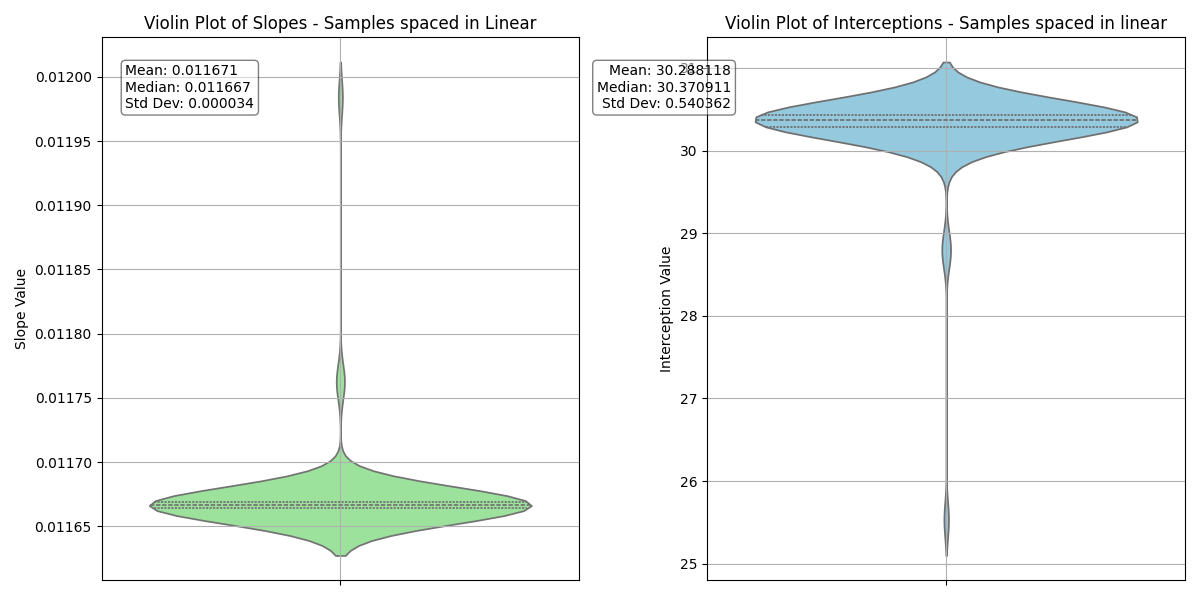 Violin Plot of Slopes - Samples spaced in Linear
Mean: 0.011671
Median: 0.011667
Std Dev: 0.000034
Slope Value
0.01200
0.01195
0.01190
0.01185
0.01180
0.01175
0.01170
0.01165
Violin Plot of Interceptions - Samples spaced in linear
Mean: 30.288118
Median: 30.370911
Std Dev: 0.540362
Interception Value
31
30
29
28
27
26
25